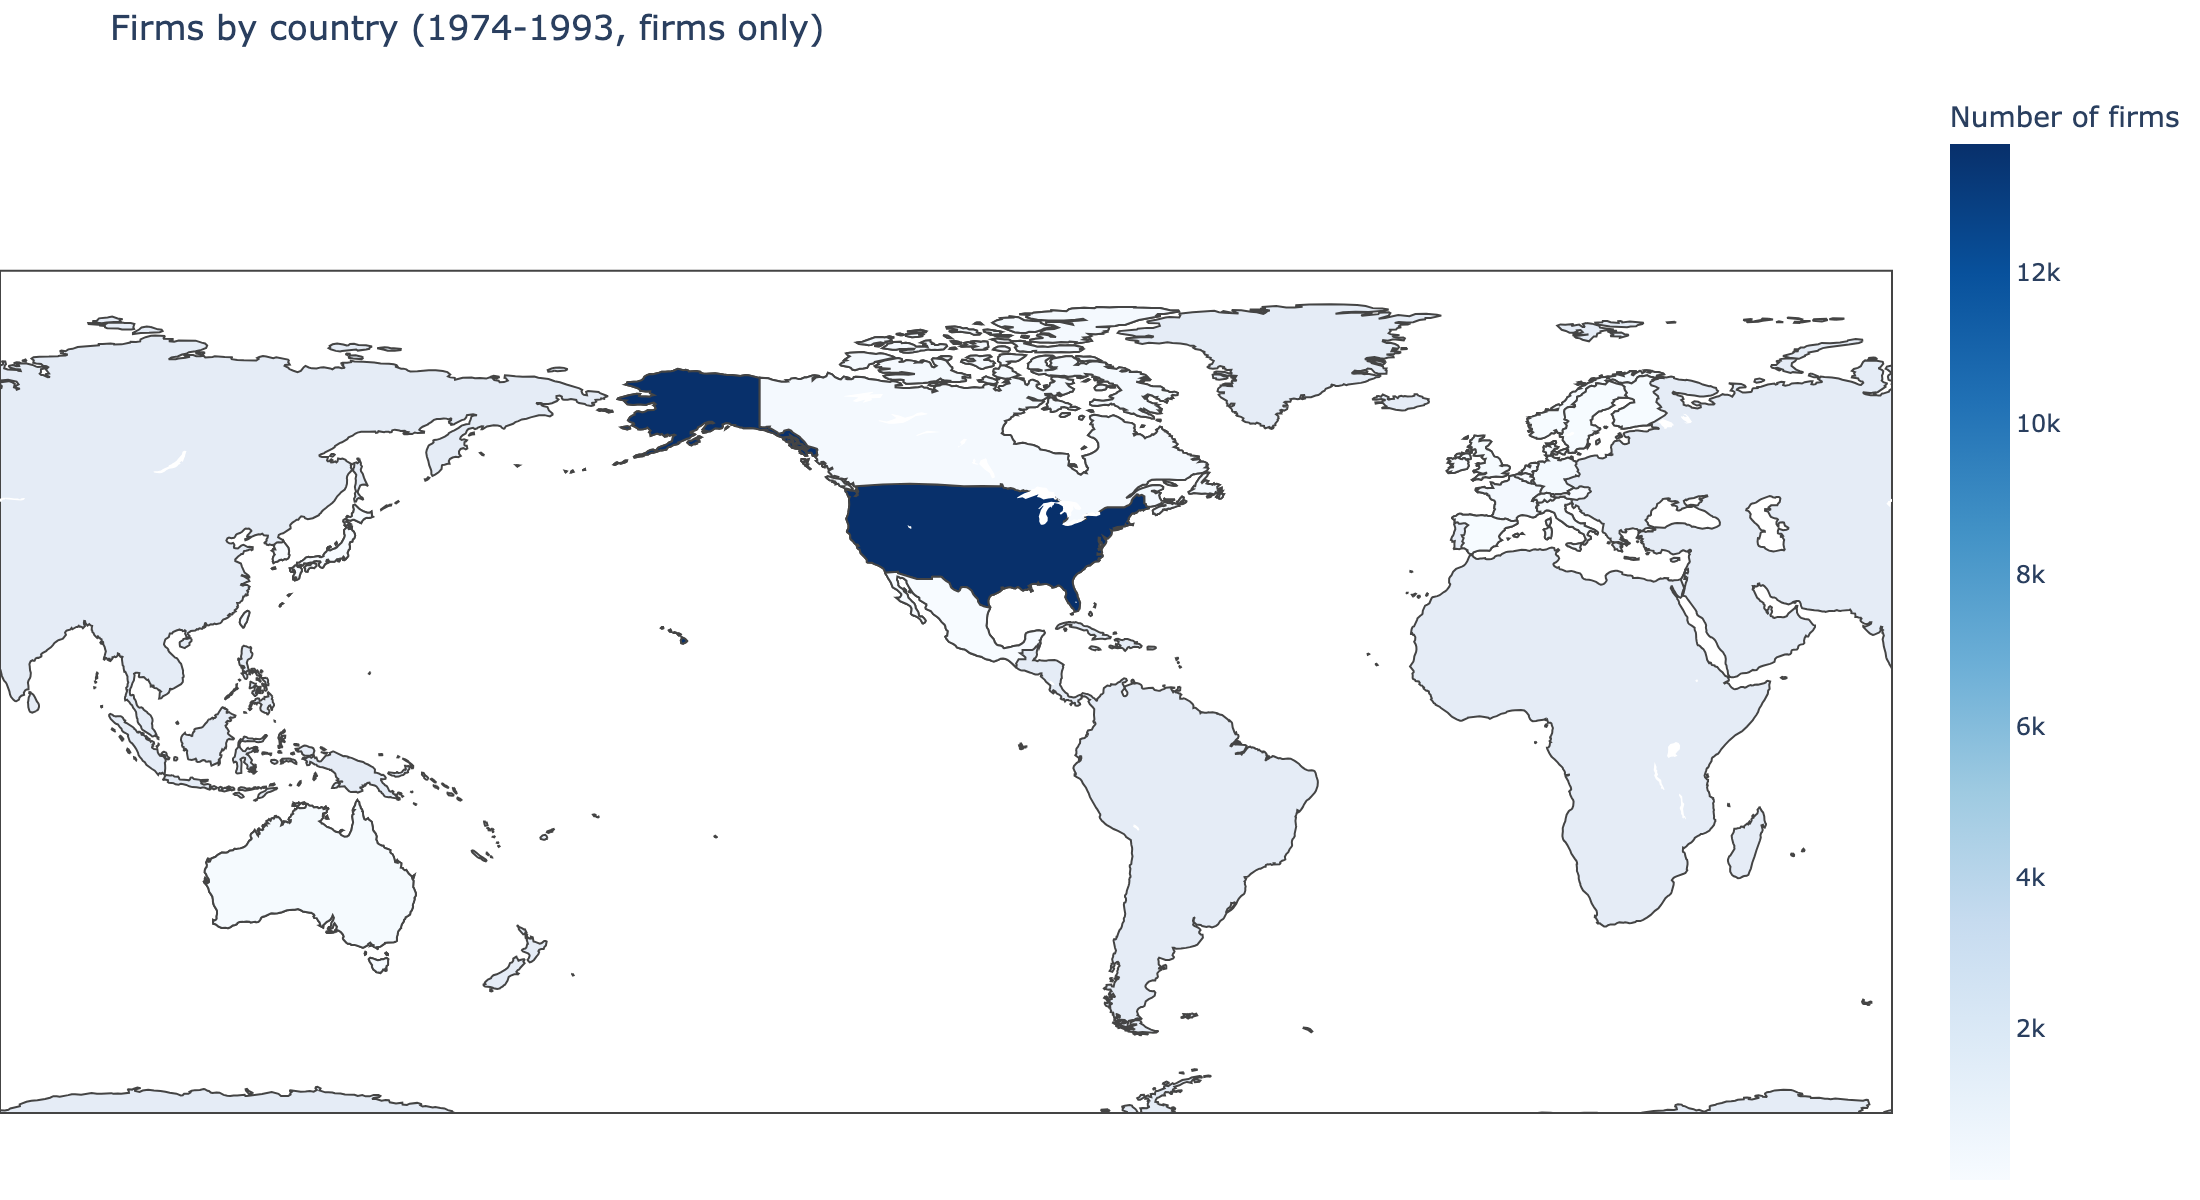 Firms by country (1974-1993, firms only)
Number of firms
12k
10k
8k
6k
4k
2k